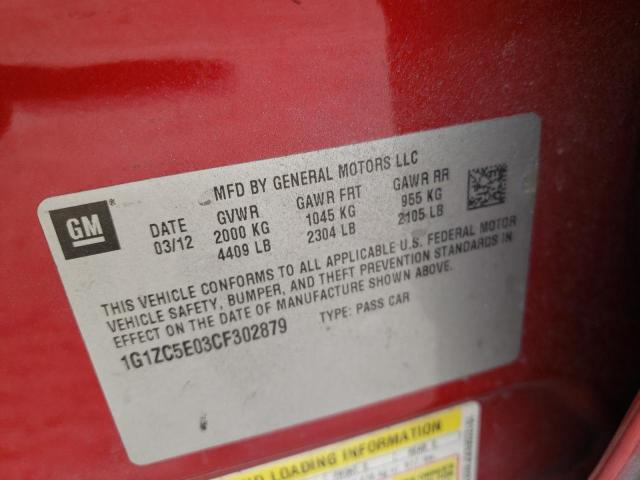 GM
MFD BY GENERAL MOTORS LLC
DATE GVWR GAWR FRT GAWR RR
03/12 2000 KG 1045 KG 955 KG
4409 LB 2304 LB 2105 LB
THIS VEHICLE CONFORMS TO ALL APPLICABLE U.S. FEDERAL MOTOR
VEHICLE SAFETY, BUMPER, AND THEFT PREVENTION STANDARDS IN
EFFECT ON THE DATE OF MANUFACTURE SHOWN ABOVE.
1G1ZC5E03CF302879 TYPE: PASS CAR
LOADING INFORMATION